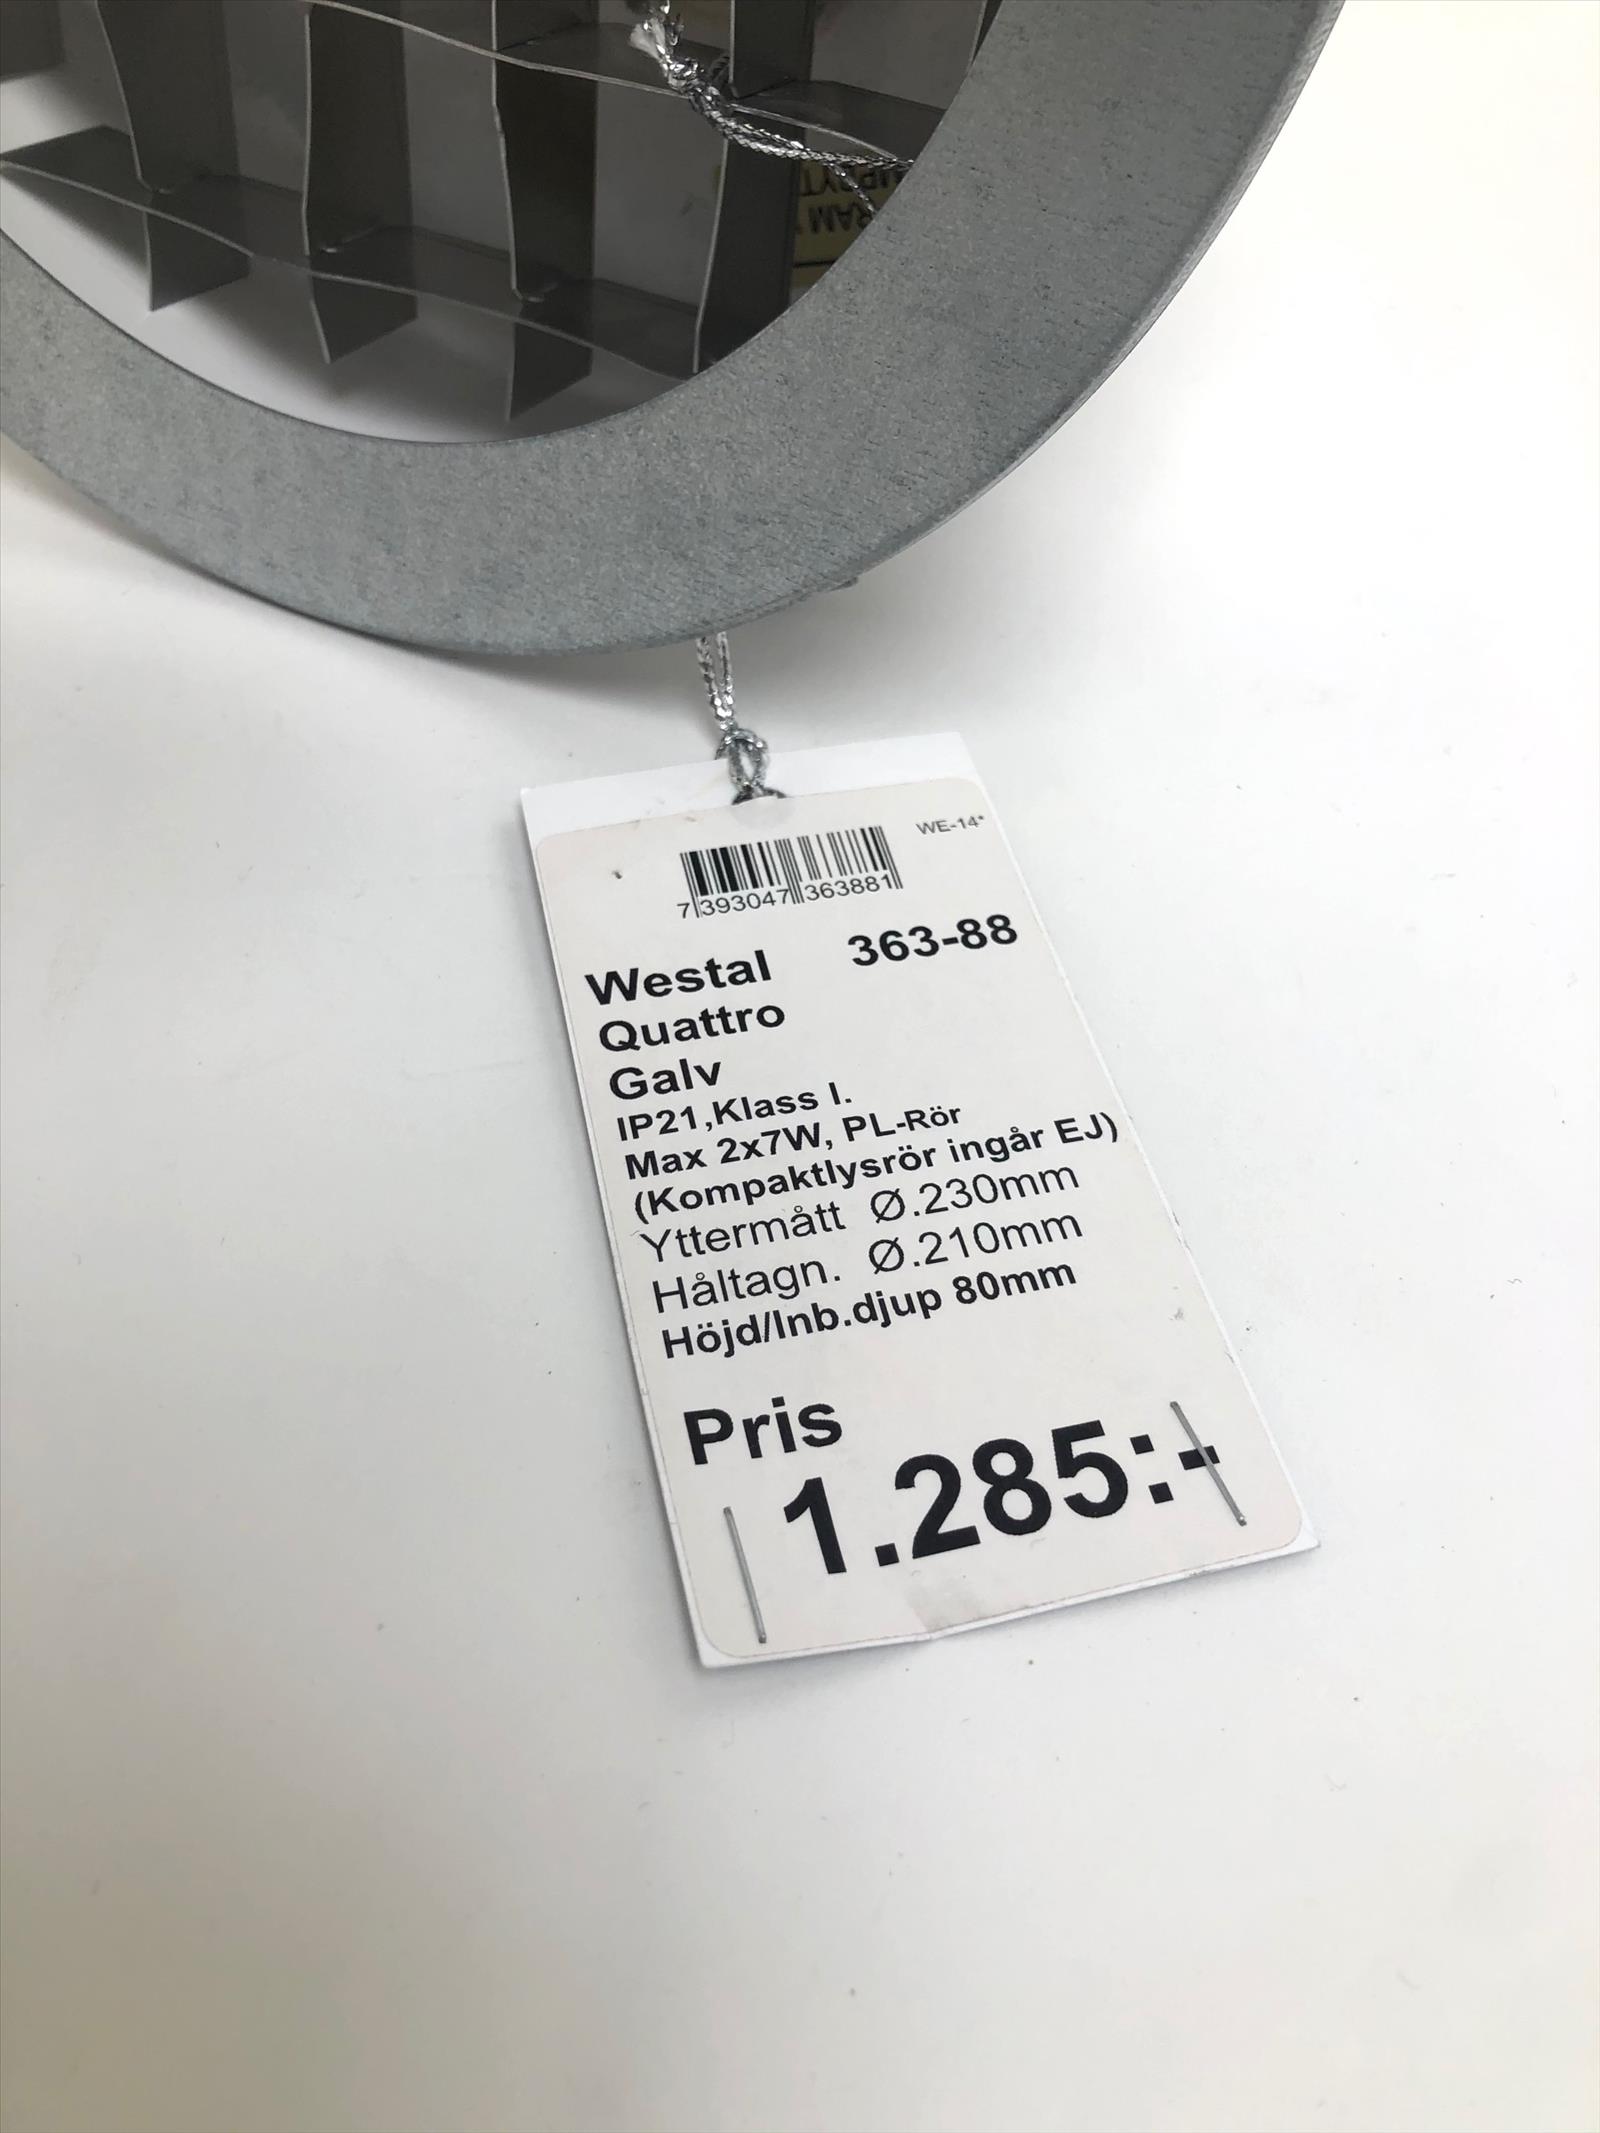 WE-14*
7 393047 363881
Westal 363-88
Quattro
Galv
IP21,Klass I.
Max 2x7W, PL-Rör
(Kompaktlysrör ingår EJ)
Yttermått Ø.230mm
Håltagn. Ø.210mm
Höjd/Inb.djup 80mm
Pris
1.285:-